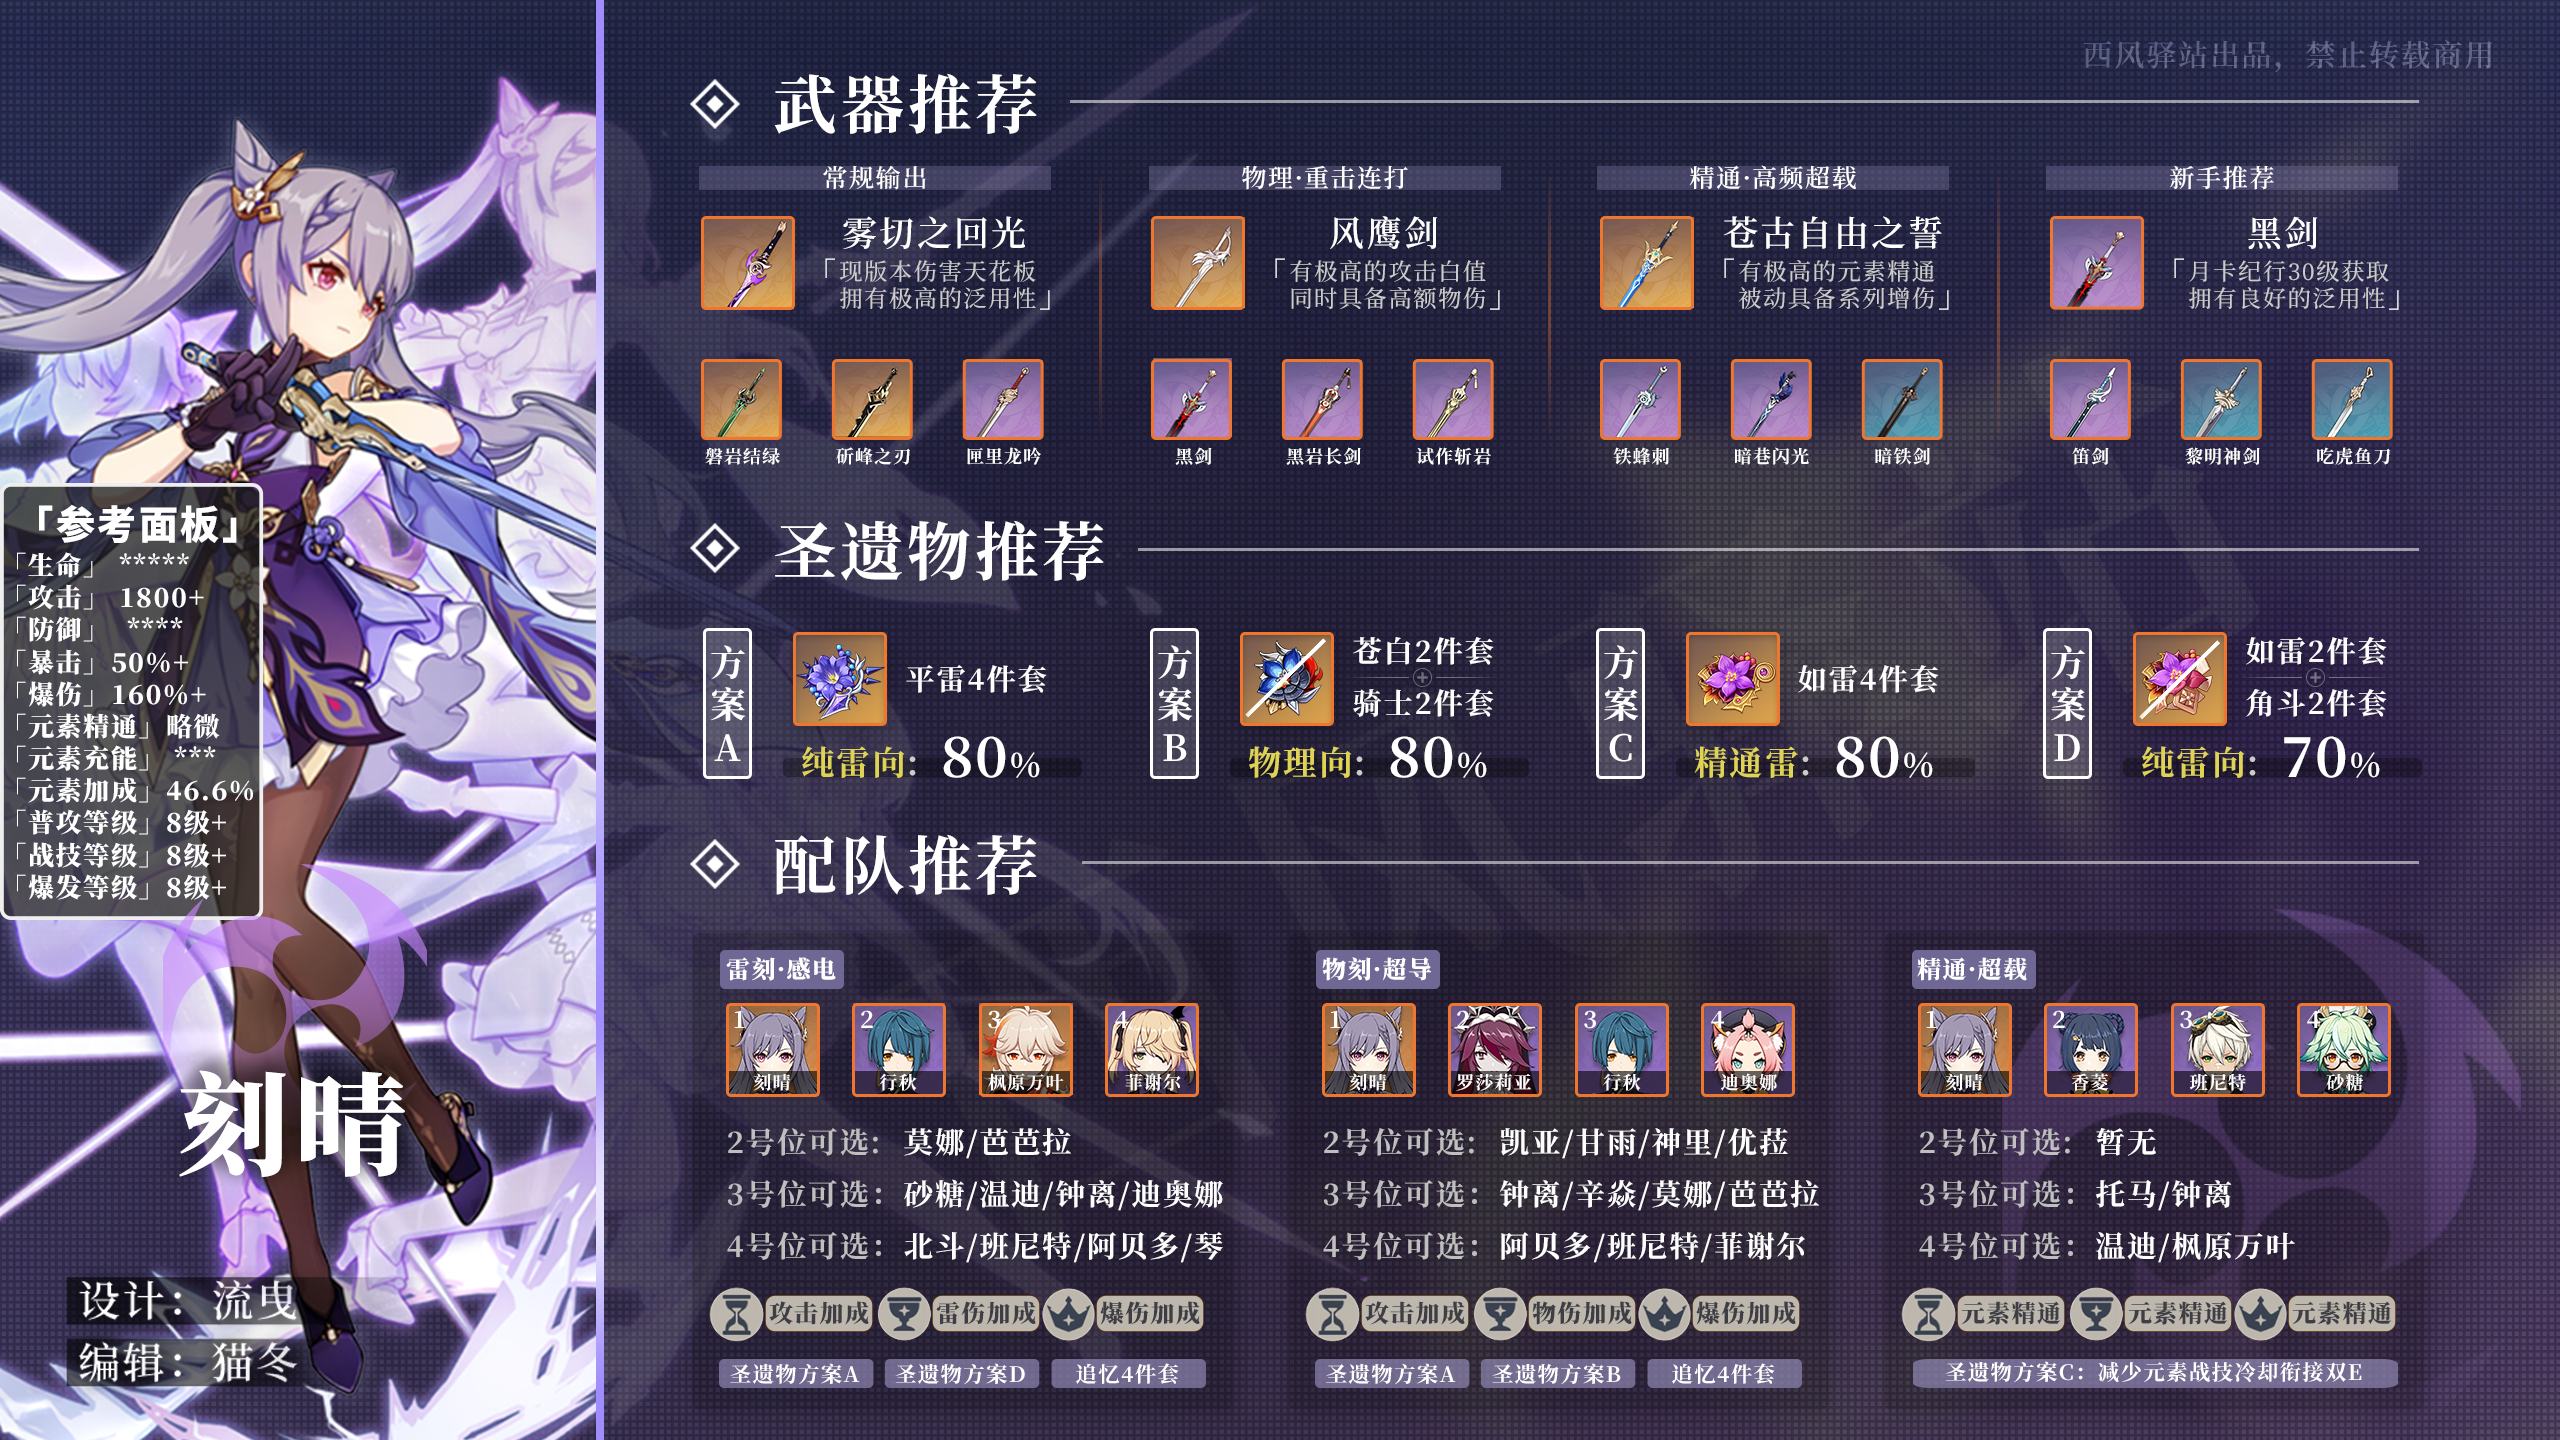 西风驿站出品，禁止转载商用
武器推荐
常规输出
雾切之回光
「现版本伤害天花板
拥有极高的泛用性」
磐岩结绿
斫峰之刃
匣里龙吟
物理·重击连打
风鹰剑
「有极高的攻击白值
同时具备高额物伤」
黑剑
黑岩长剑
试作斩岩
精通·高频超载
苍古自由之誓
「有极高的元素精通
被动具备系列增伤」
铁蜂刺
暗巷闪光
暗铁剑
新手推荐
黑剑
「月卡纪行30级获取
拥有良好的泛用性」
笛剑
黎明神剑
吃虎鱼刀
「参考面板」
「生命」 *****
「攻击」 1800+
「防御」 ****
「暴击」50%+
「爆伤」160%+
「元素精通」略微
「元素充能」 ***
「元素加成」46.6%
「普攻等级」8级+
「战技等级」8级+
「爆发等级」8级+
刻晴
设计：流曳
编辑：猫冬
圣遗物推荐
方案A
平雷4件套
纯雷向：80%
方案B
苍白2件套
骑士2件套
物理向：80%
方案C
如雷4件套
精通雷：80%
方案D
如雷2件套
角斗2件套
纯雷向：70%
配队推荐
雷刻·感电
1 2 3 4
刻晴 行秋 枫原万叶 菲谢尔
2号位可选：莫娜/芭芭拉
3号位可选：砂糖/温迪/钟离/迪奥娜
4号位可选：北斗/班尼特/阿贝多/琴
攻击加成 雷伤加成 爆伤加成
圣遗物方案A 圣遗物方案D 追忆4件套
物刻·超导
1 2 3 4
刻晴 罗莎莉亚 行秋 迪奥娜
2号位可选：凯亚/甘雨/神里/优菈
3号位可选：钟离/辛焱/莫娜/芭芭拉
4号位可选：阿贝多/班尼特/菲谢尔
攻击加成 物伤加成 爆伤加成
圣遗物方案A 圣遗物方案B 追忆4件套
精通·超载
1 2 3 4
刻晴 香菱 班尼特 砂糖
2号位可选：暂无
3号位可选：托马/钟离
4号位可选：温迪/枫原万叶
元素精通 元素精通 元素精通
圣遗物方案C：减少元素战技冷却衔接双E